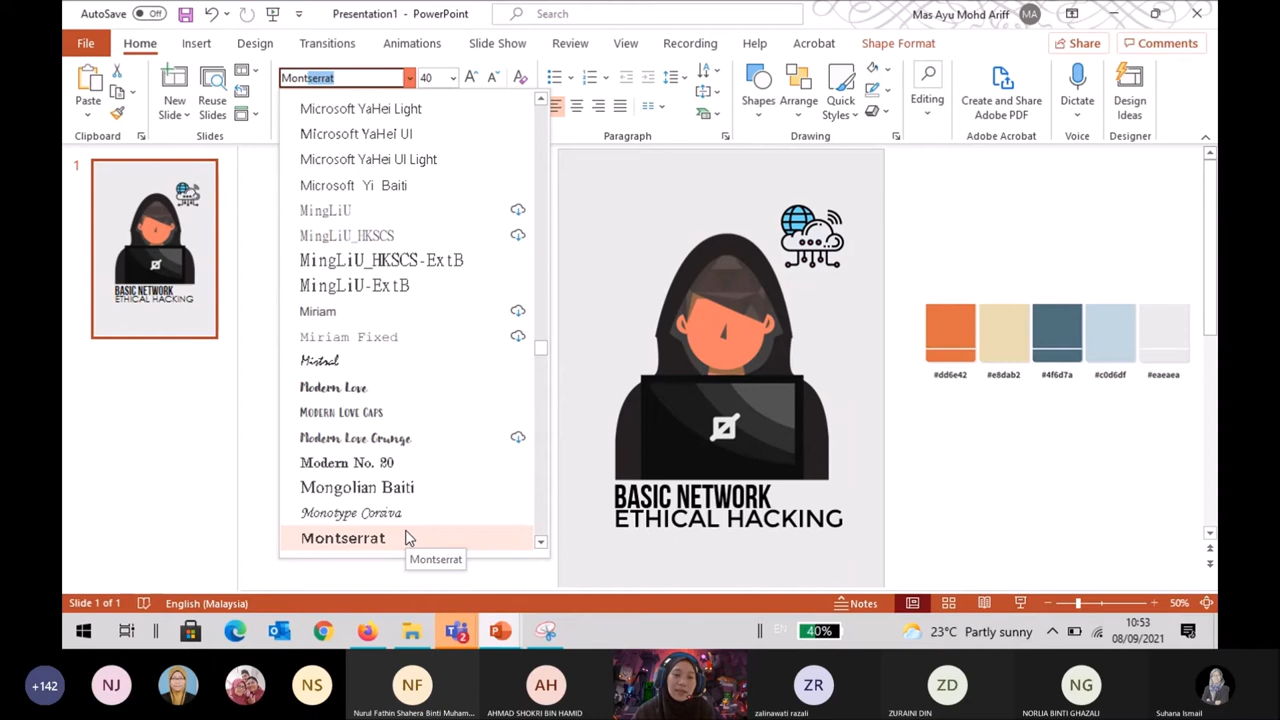 AutoSave Off
Presentation1 - PowerPoint
Search
Mas Ayu Mohd Ariff MA
File Home Insert Design Transitions Animations Slide Show Review View Recording Help Acrobat Shape Format Share Comments
Montserrat 40
Paste
New Slide
Reuse Slides
Shapes
Arrange
Quick Styles
Editing
Create and Share Adobe PDF
Dictate
Design Ideas
Clipboard Slides Paragraph Drawing Adobe Acrobat Voice Designer
Microsoft YaHei Light
Microsoft YaHei UI
Microsoft YaHei UI Light
Microsoft Yi Baiti
MingLiU
MingLiU_HKSCS
MingLiU_HKSCS-ExtB
MingLiU-ExtB
Miriam
Miriam Fixed
Mistral
Modern Love
Modern Love Caps
Modern Love Grunge
Modern No. 20
Mongolian Baiti
Monotype Corsiva
Montserrat
Montserrat
1
BASIC NETWORK
ETHICAL HACKING
BASIC NETWORK
ETHICAL HACKING
#dd6e42 #e8dab2 #4f6d7a #c0d6df #eaeaea
Slide 1 of 1 English (Malaysia) Notes 50%
2
EN
40%
23°C Partly sunny
10:53
08/09/2021
+142 NJ NS NF AH ZR ZD NG
Nurul Fathin Shahera Binti Muham...
AHMAD SHOKRI BIN HAMID
zalinawati razali
ZURAINI DIN
NORLIA BINTI GHAZALI
Suhana Ismail